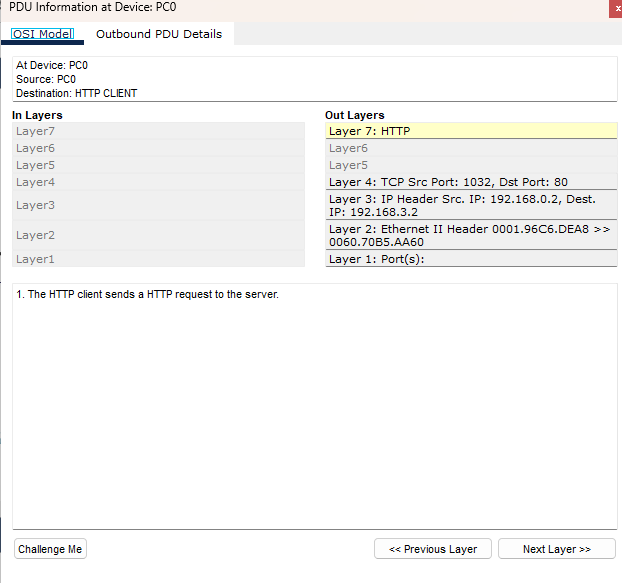 PDU Information at Device: PC0
x
OSI Model Outbound PDU Details
At Device: PC0
Source: PC0
Destination: HTTP CLIENT
In Layers
Layer7
Layer6
Layer5
Layer4
Layer3
Layer2
Layer1
Out Layers
Layer 7: HTTP
Layer6
Layer5
Layer 4: TCP Src Port: 1032, Dst Port: 80
Layer 3: IP Header Src. IP: 192.168.0.2, Dest.
IP: 192.168.3.2
Layer 2: Ethernet II Header 0001.96C6.DEA8 >>
0060.70B5.AA60
Layer 1: Port(s):
1. The HTTP client sends a HTTP request to the server.
Challenge Me
<< Previous Layer
Next Layer >>